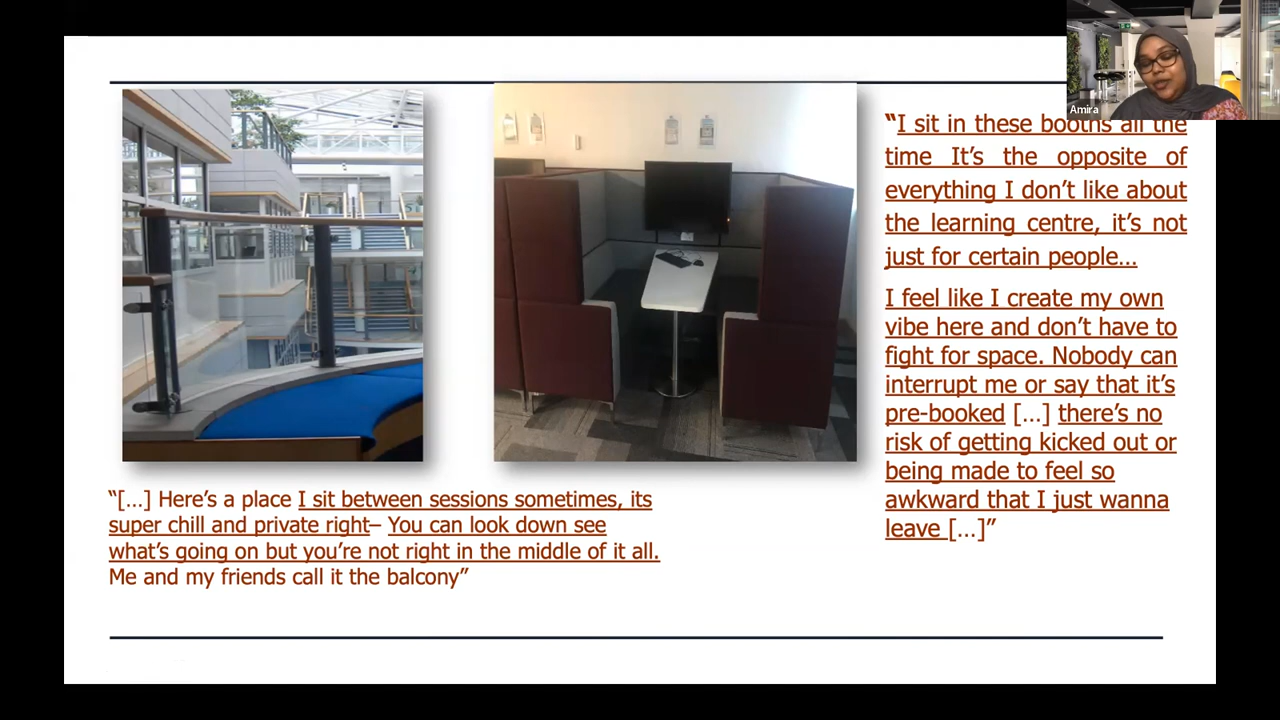 Amira
“I sit in these booths all the
time It’s the opposite of
everything I don’t like about
the learning centre, it’s not
just for certain people…
I feel like I create my own
vibe here and don’t have to
fight for space. Nobody can
interrupt me or say that it’s
pre-booked […] there’s no
risk of getting kicked out or
being made to feel so
awkward that I just wanna
leave […]”
“[…] Here’s a place I sit between sessions sometimes, its
super chill and private right– You can look down see
what’s going on but you’re not right in the middle of it all.
Me and my friends call it the balcony”